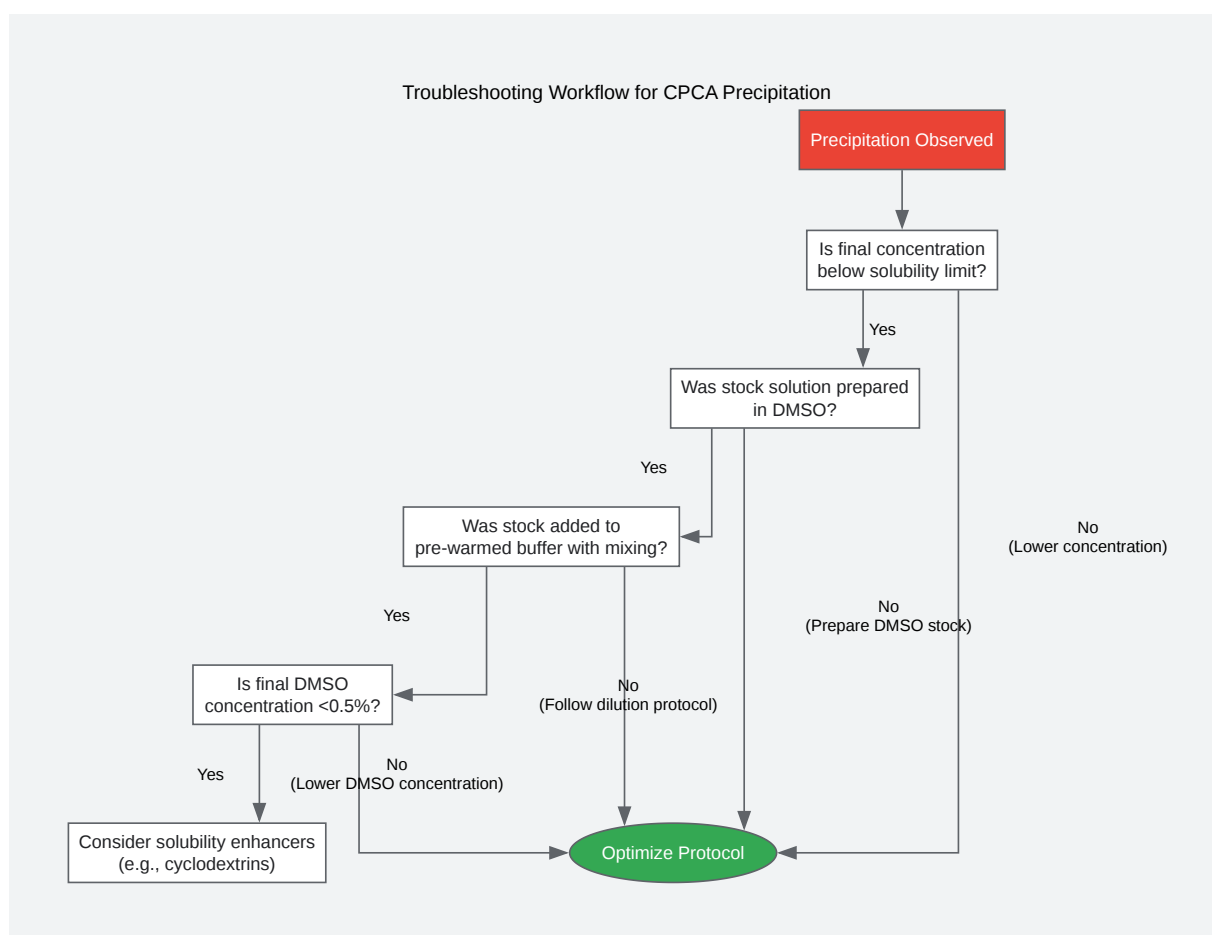 Troubleshooting Workflow for CPCA Precipitation
Precipitation Observed
Is final concentration
below solubility limit?
Yes
Was stock solution prepared
in DMSO?
Yes
Was stock added to
pre-warmed buffer with mixing?
No
(Lower concentration)
Yes
No
(Prepare DMSO stock)
Is final DMSO
concentration <0.5%?
No
(Follow dilution protocol)
Yes
No
(Lower DMSO concentration)
Consider solubility enhancers
(e.g., cyclodextrins)
Optimize Protocol